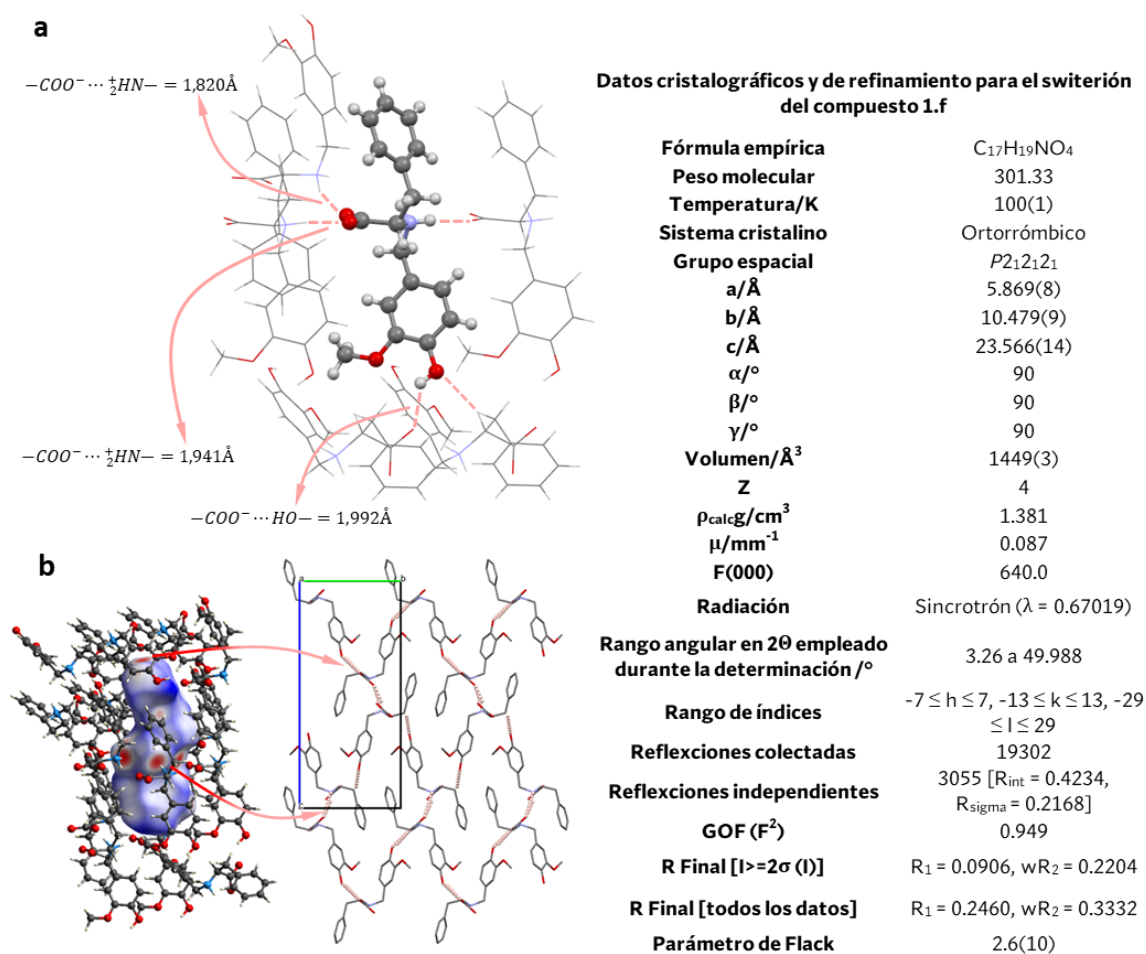 a
−COO⁻ ⋯ ⁺₂HN− = 1,820Å
−COO⁻ ⋯ ⁺₂HN− = 1,941Å
−COO⁻ ⋯ HO− = 1,992Å
b
a
b
c
Datos cristalográficos y de refinamiento para el switerión
del compuesto 1.f
Fórmula empírica C₁₇H₁₉NO₄
Peso molecular 301.33
Temperatura/K 100(1)
Sistema cristalino Ortorrómbico
Grupo espacial P2₁2₁2₁
a/Å 5.869(8)
b/Å 10.479(9)
c/Å 23.566(14)
α/° 90
β/° 90
γ/° 90
Volumen/Å³ 1449(3)
Z 4
ρcalcg/cm³ 1.381
μ/mm⁻¹ 0.087
F(000) 640.0
Radiación Sincrotrón (λ = 0.67019)
Rango angular en 2Θ empleado
durante la determinación /° 3.26 a 49.988
Rango de índices -7 ≤ h ≤ 7, -13 ≤ k ≤ 13, -29
≤ l ≤ 29
Reflexciones colectadas 19302
Reflexciones independientes 3055 [Rint = 0.4234,
Rsigma = 0.2168]
GOF (F²) 0.949
R Final [I>=2σ (I)] R₁ = 0.0906, wR₂ = 0.2204
R Final [todos los datos] R₁ = 0.2460, wR₂ = 0.3332
Parámetro de Flack 2.6(10)